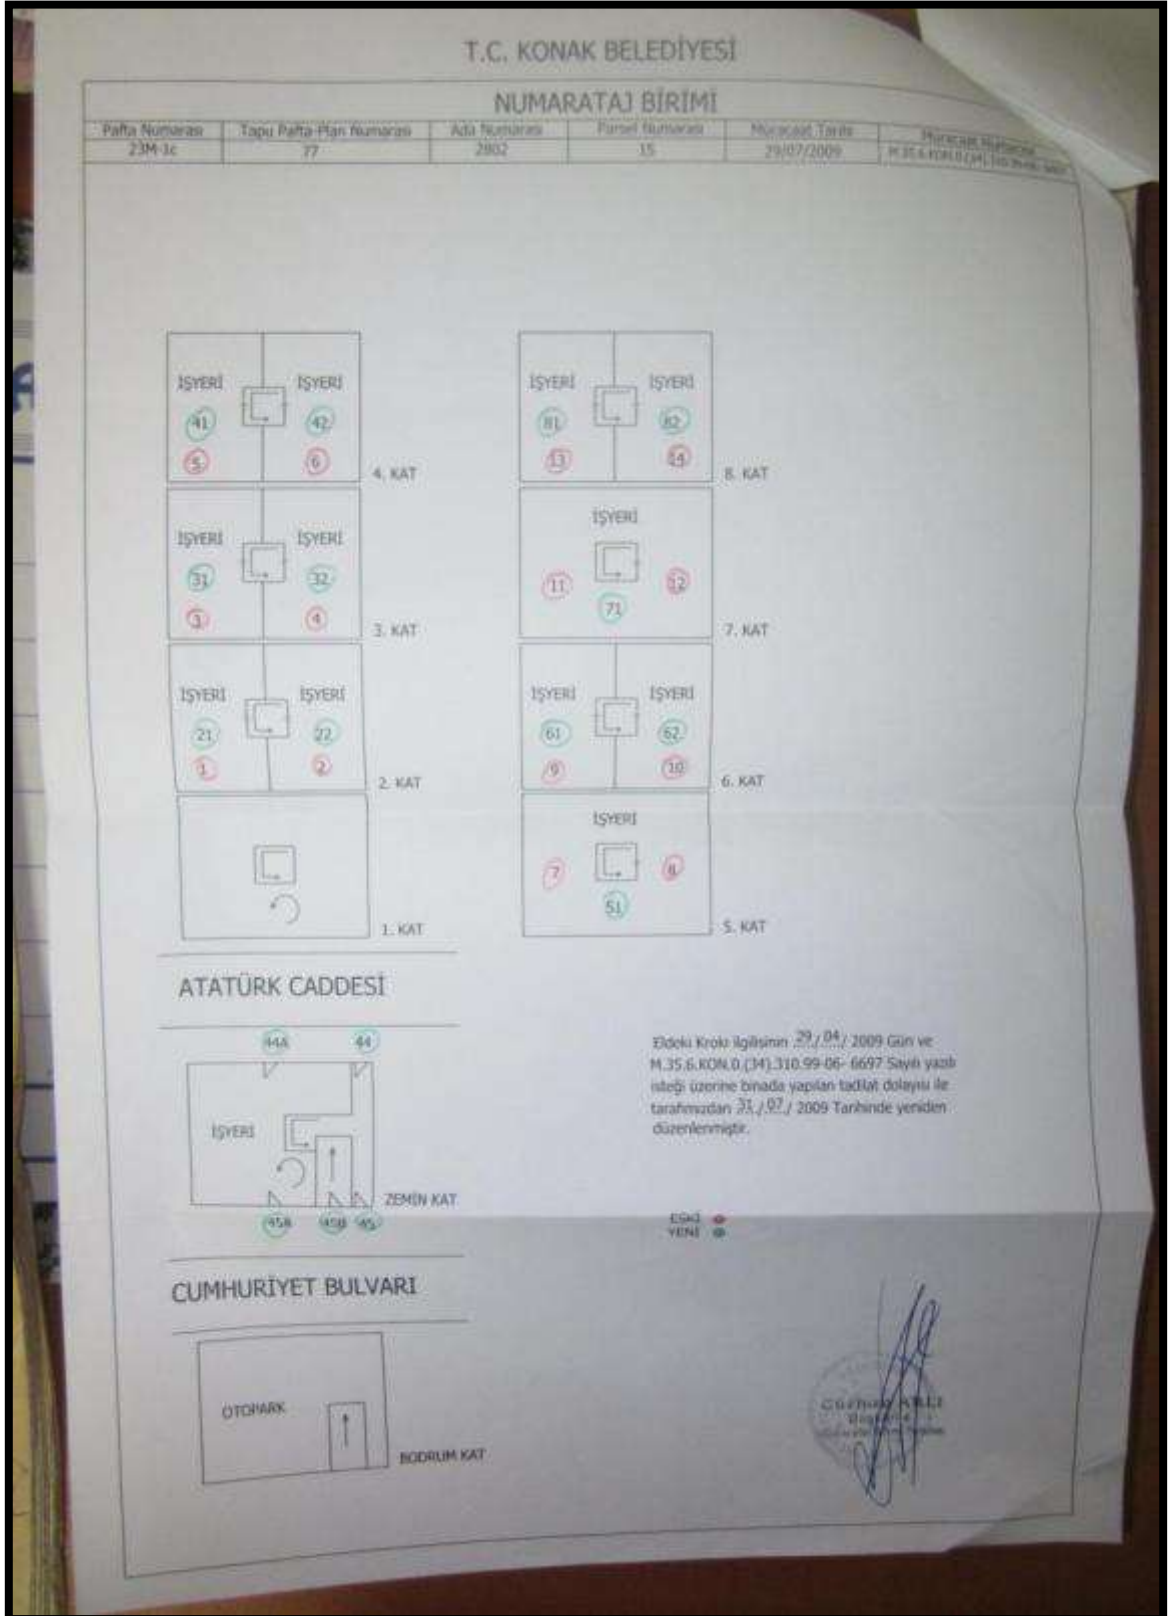 T.C. KONAK BELEDİYESİ
NUMARATAJ BİRİMİ
Pafta Numarası Tapu Pafta-Plan Numarası Ada Numarası Parsel Numarası Müracaat Tarihi Müracaat Numarası
23M-1c 77 2802 15 29/07/2009
İŞYERİ İŞYERİ
41 42
5 6
4. KAT
İŞYERİ İŞYERİ
31 32
3 4
3. KAT
İŞYERİ İŞYERİ
21 22
1 2
2. KAT
1. KAT
İŞYERİ İŞYERİ
81 82
13 14
8. KAT
İŞYERİ
11 12
71
7. KAT
İŞYERİ İŞYERİ
61 62
9 10
6. KAT
İŞYERİ
7 8
51
5. KAT
ATATÜRK CADDESİ
44A 44
İŞYERİ
ZEMİN KAT
45A 45B 45
CUMHURİYET BULVARI
OTOPARK
BODRUM KAT
Eldeki Kroki ilgilisinin 29/04/ 2009 Gün ve
M.35.6.KON.0.(34).310.99-06- 6697 Sayılı yazılı
isteği üzerine binada yapılan tadilat dolayısı ile
tarafımızdan 31/07/ 2009 Tarihinde yeniden
düzenlenmiştir.
ESKİ
YENİ